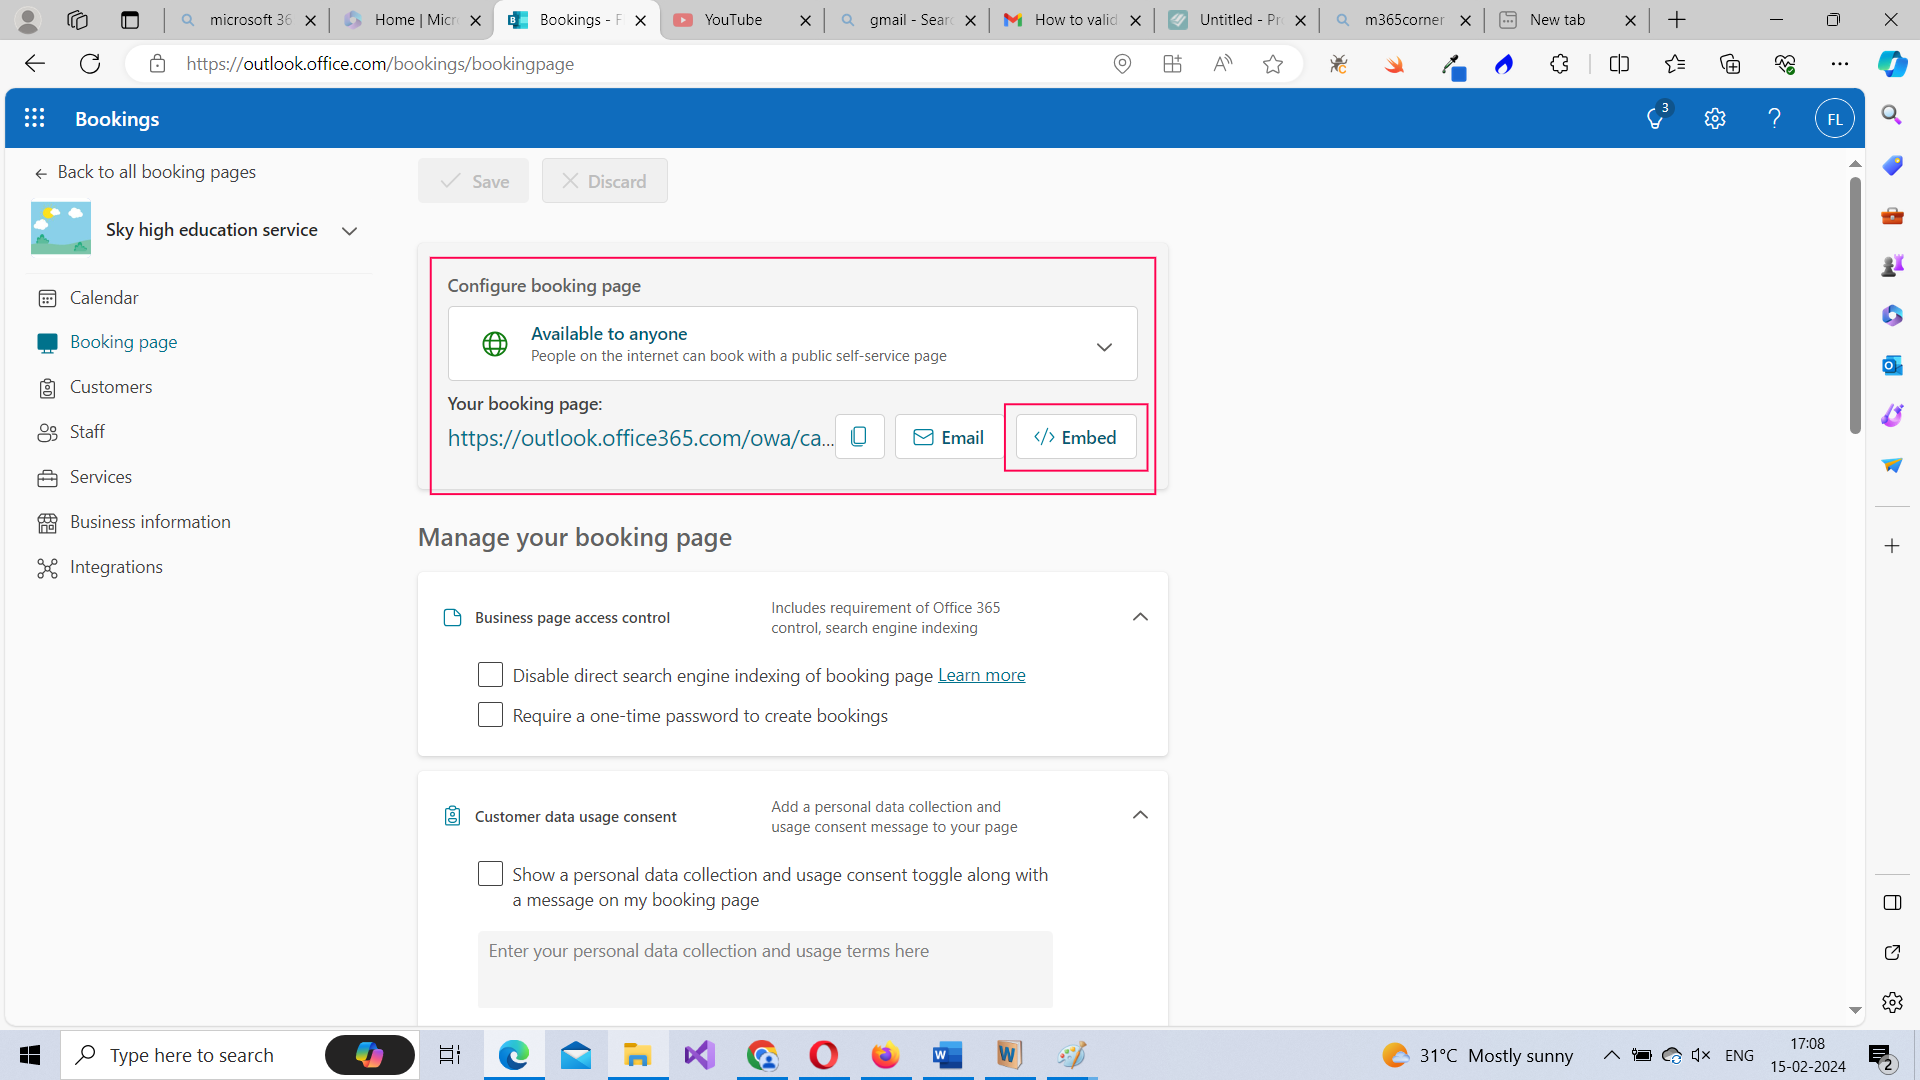 microsoft 36
Home | Micr
Bookings - F
YouTube
gmail - Searc
How to valid
Untitled - Pr
m365corner
New tab
https://outlook.office.com/bookings/bookingpage
Bookings
3
FL
Back to all booking pages
Save
Discard
Sky high education service
Calendar
Booking page
Customers
Staff
Services
Business information
Integrations
Configure booking page
Available to anyone
People on the internet can book with a public self-service page
Your booking page:
https://outlook.office365.com/owa/ca...
Email
Embed
Manage your booking page
Business page access control
Includes requirement of Office 365
control, search engine indexing
Disable direct search engine indexing of booking page Learn more
Require a one-time password to create bookings
Customer data usage consent
Add a personal data collection and
usage consent message to your page
Show a personal data collection and usage consent toggle along with
a message on my booking page
Enter your personal data collection and usage terms here
Type here to search
31°C Mostly sunny
ENG
17:08
15-02-2024
2